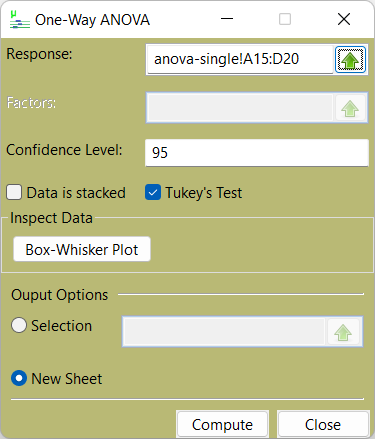 One-Way ANOVA
Response: anova-single!A15:D20
Factors:
Confidence Level: 95
Data is stacked Tukey's Test
Inspect Data
Box-Whisker Plot
Ouput Options
Selection
New Sheet
Compute Close